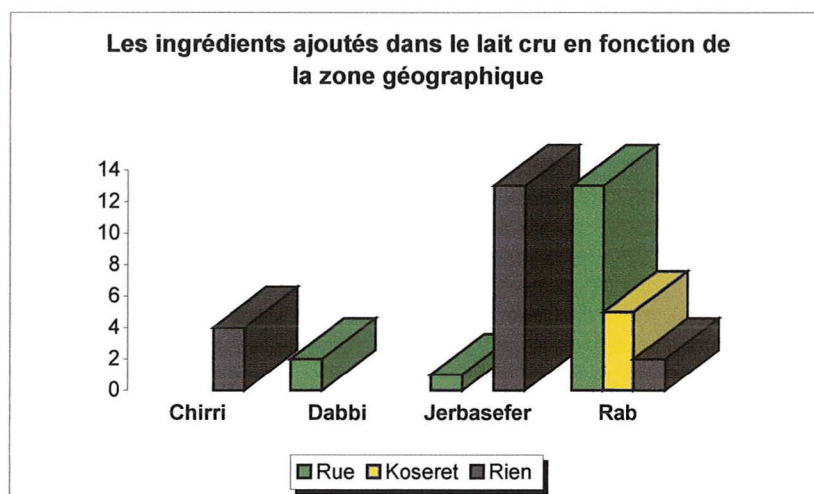 Les ingrédients ajoutés dans le lait cru en fonction de
la zone géographique
14
12
10
8
6
4
2
0
Chirri Dabbi Jerbasefer Rab
Rue Koseret Rien